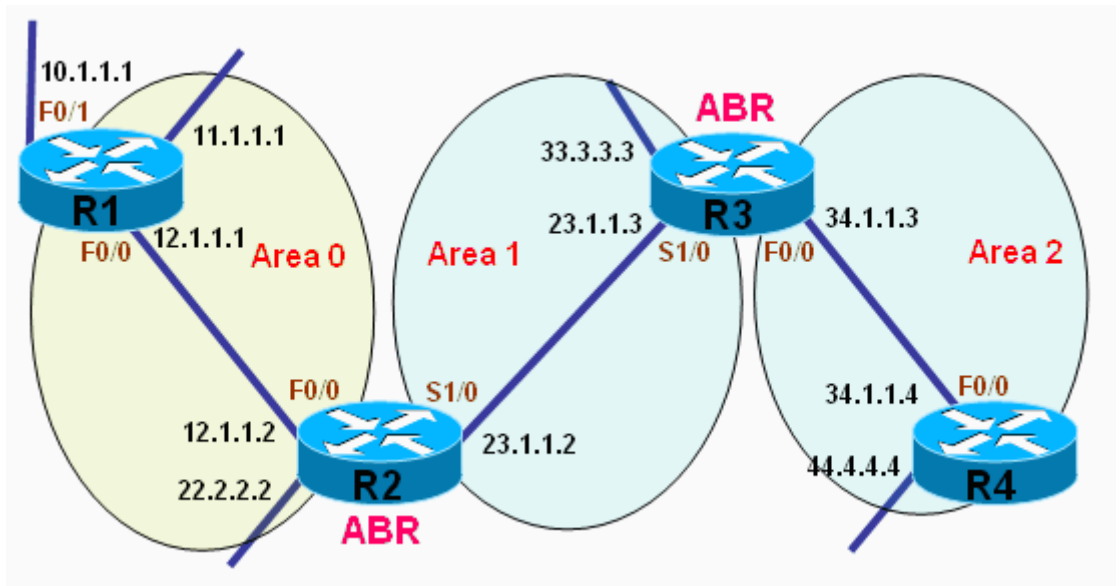 10.1.1.1
F0/1
11.1.1.1
R1
F0/0
12.1.1.1
Area 0
F0/0
12.1.1.2
22.2.2.2
R2
ABR
S1/0
23.1.1.2
Area 1
33.3.3.3
23.1.1.3
ABR
R3
S1/0
F0/0
34.1.1.3
Area 2
34.1.1.4
F0/0
44.4.4.4
R4